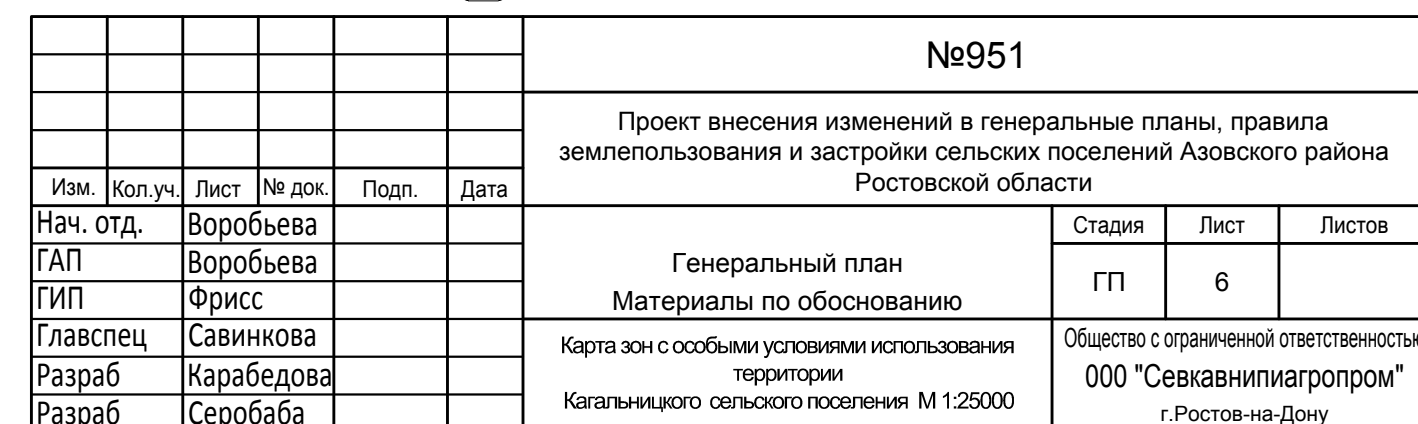 №951
Проект внесения изменений в генеральные планы, правила
землепользования и застройки сельских поселений Азовского района
Ростовской области
Изм. Кол.уч. Лист № док. Подп. Дата
Нач. отд. Воробьева
ГАП Воробьева
ГИП Фрисс
Главспец Савинкова
Разраб Карабедова
Разраб Серобаба
Генеральный план
Материалы по обоснованию
Стадия Лист Листов
ГП 6
Карта зон с особыми условиями использования
территории
Кагальницкого сельского поселения М 1:25000
Общество с ограниченной ответственностью
ООО "Севкавнипиагропром"
г.Ростов-на-Дону